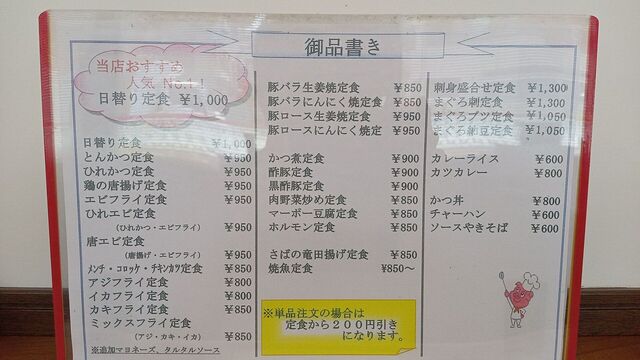 御品書き
当店おすすめ
人気 No.1!
日替り定食 ¥1,000
日替り定食 ¥1,000
とんかつ定食 ¥950
ひれかつ定食 ¥950
鶏の唐揚げ定食 ¥950
エビフライ定食 ¥950
ひれエビ定食
(ひれかつ・エビフライ) ¥950
唐エビ定食
(唐揚げ・エビフライ) ¥950
メンチ・コロッケ・チキンカツ定食 ¥850
アジフライ定食 ¥800
イカフライ定食 ¥800
カキフライ定食 ¥850
ミックスフライ定食
(アジ・カキ・イカ) ¥850
※追加マヨネーズ、タルタルソース
豚バラ生姜焼定食 ¥850
豚バラにんにく焼定食 ¥850
豚ロース生姜焼定食 ¥950
豚ロースにんにく焼定 ¥950
かつ煮定食 ¥900
酢豚定食 ¥900
黒酢豚定食 ¥900
肉野菜炒め定食 ¥850
マーボー豆腐定食 ¥850
ホルモン定食 ¥850
さばの竜田揚げ定食 ¥850
焼魚定食 ¥850〜
※単品注文の場合は
定食から200円引き
になります。
刺身盛合せ定食 ¥1,300
まぐろ刺定食 ¥1,300
まぐろブツ定食 ¥1,050
まぐろ納豆定食 ¥1,050
カレーライス ¥600
カツカレー ¥800
かつ丼 ¥800
チャーハン ¥600
ソースやきそば ¥600